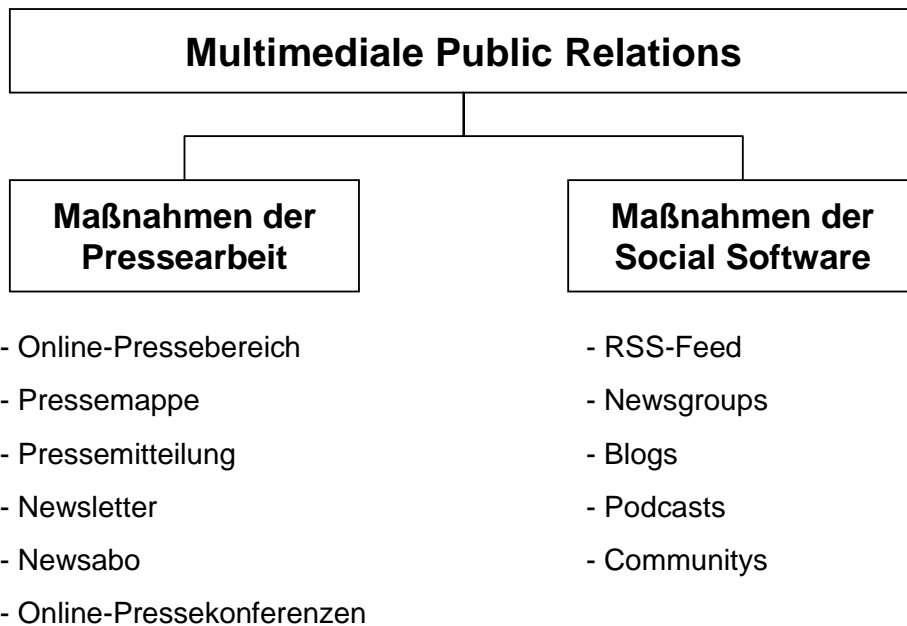 Multimediale Public Relations
Maßnahmen der
Pressearbeit
- Online-Pressebereich
- Pressemappe
- Pressemitteilung
- Newsletter
- Newsabo
- Online-Pressekonferenzen
Maßnahmen der
Social Software
- RSS-Feed
- Newsgroups
- Blogs
- Podcasts
- Communitys